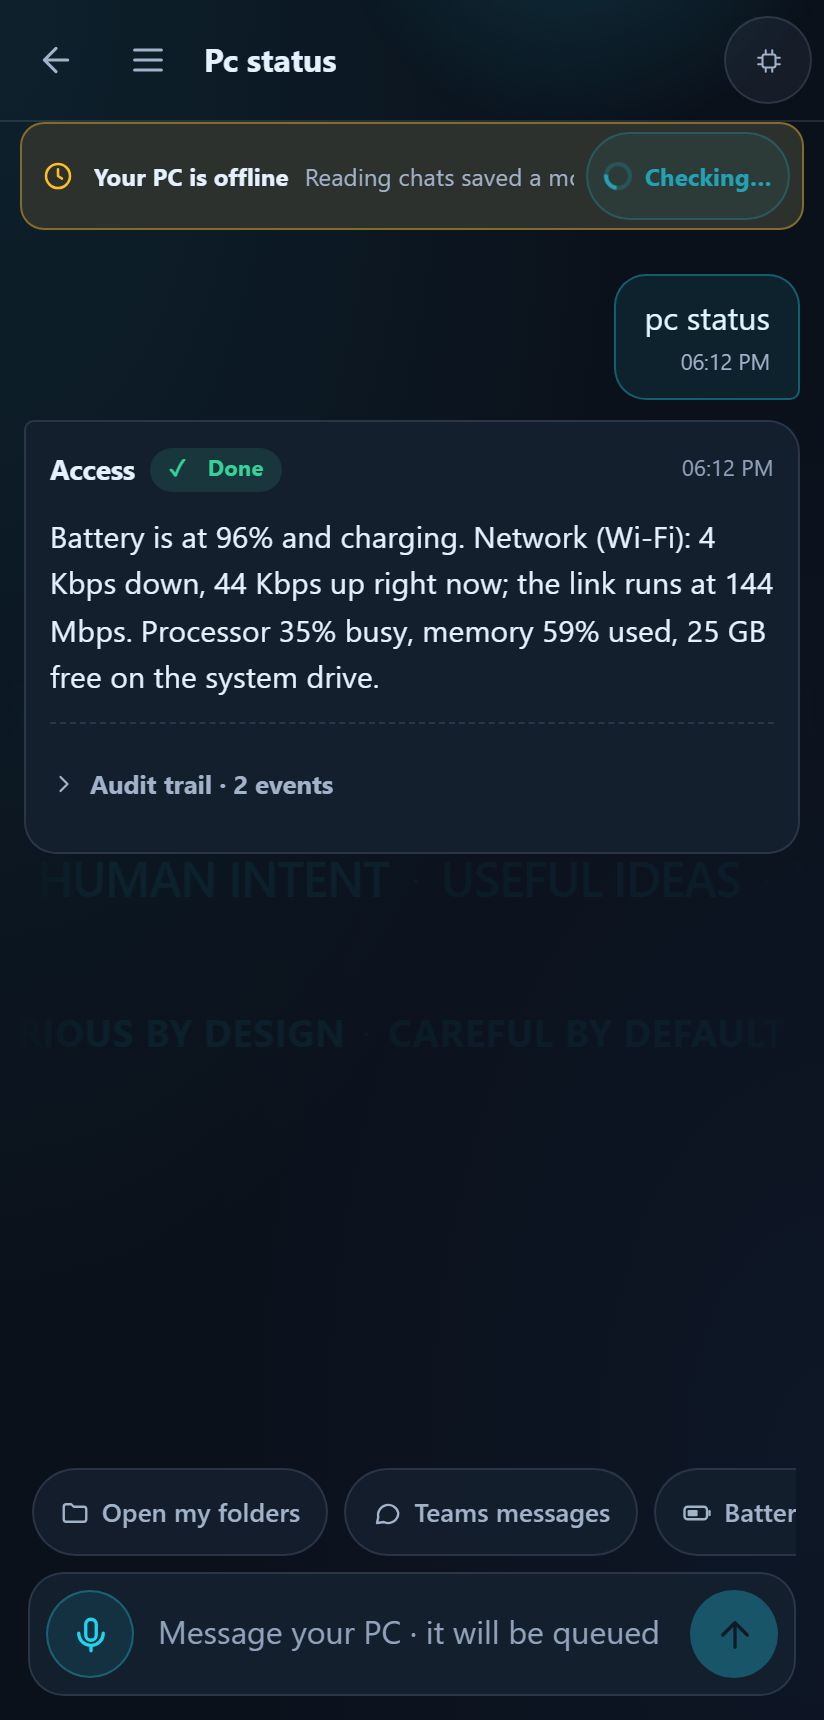 Pc status
Your PC is offline Reading chats saved a mo
Checking...
pc status
06:12 PM
Access ✓ Done 06:12 PM
Battery is at 96% and charging. Network (Wi-Fi): 4
Kbps down, 44 Kbps up right now; the link runs at 144
Mbps. Processor 35% busy, memory 59% used, 25 GB
free on the system drive.
Audit trail · 2 events
HUMAN INTENT · USEFUL IDEAS
RIOUS BY DESIGN · CAREFUL BY DEFAULT
Open my folders Teams messages Batter
Message your PC · it will be queued